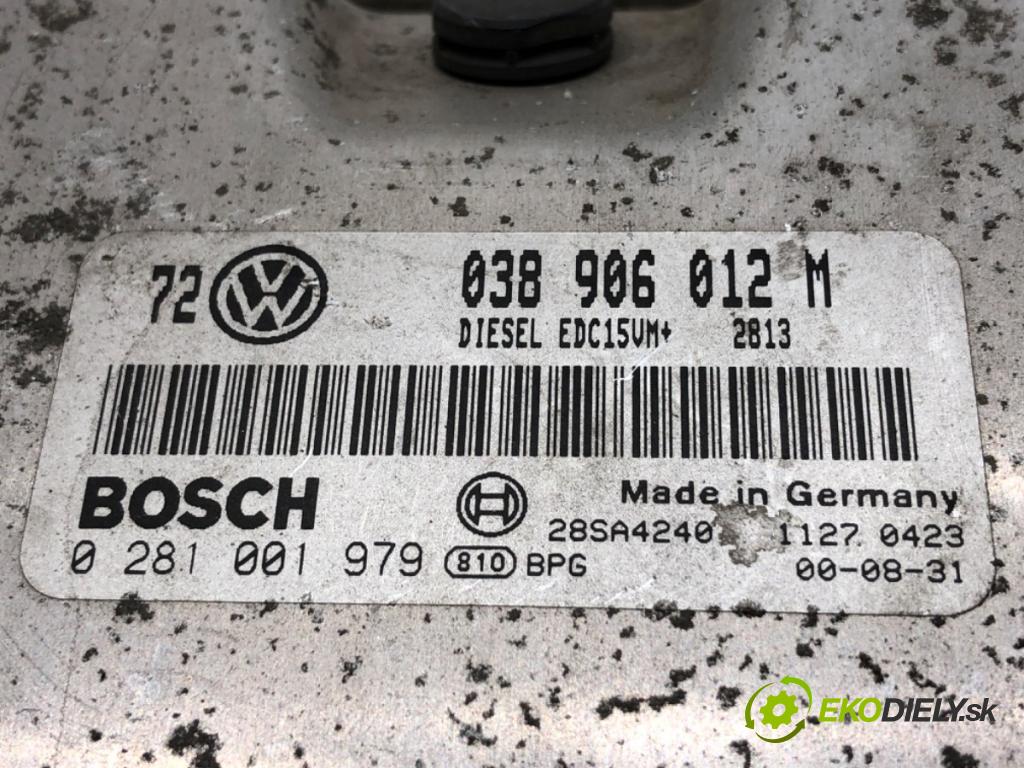 72 VW 038 906 012 M
DIESEL EDC15VM+ 2813
BOSCH Made in Germany
28SA4240 1127 0423
0 281 001 979 810 BPG 00-08-31
EKODIELY.sk